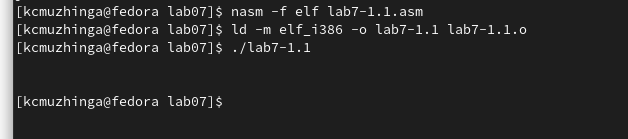 [kcmuzhinga@fedora lab07]$ nasm -f elf lab7-1.1.asm
[kcmuzhinga@fedora lab07]$ ld -m elf_i386 -o lab7-1.1 lab7-1.1.o
[kcmuzhinga@fedora lab07]$ ./lab7-1.1
[kcmuzhinga@fedora lab07]$